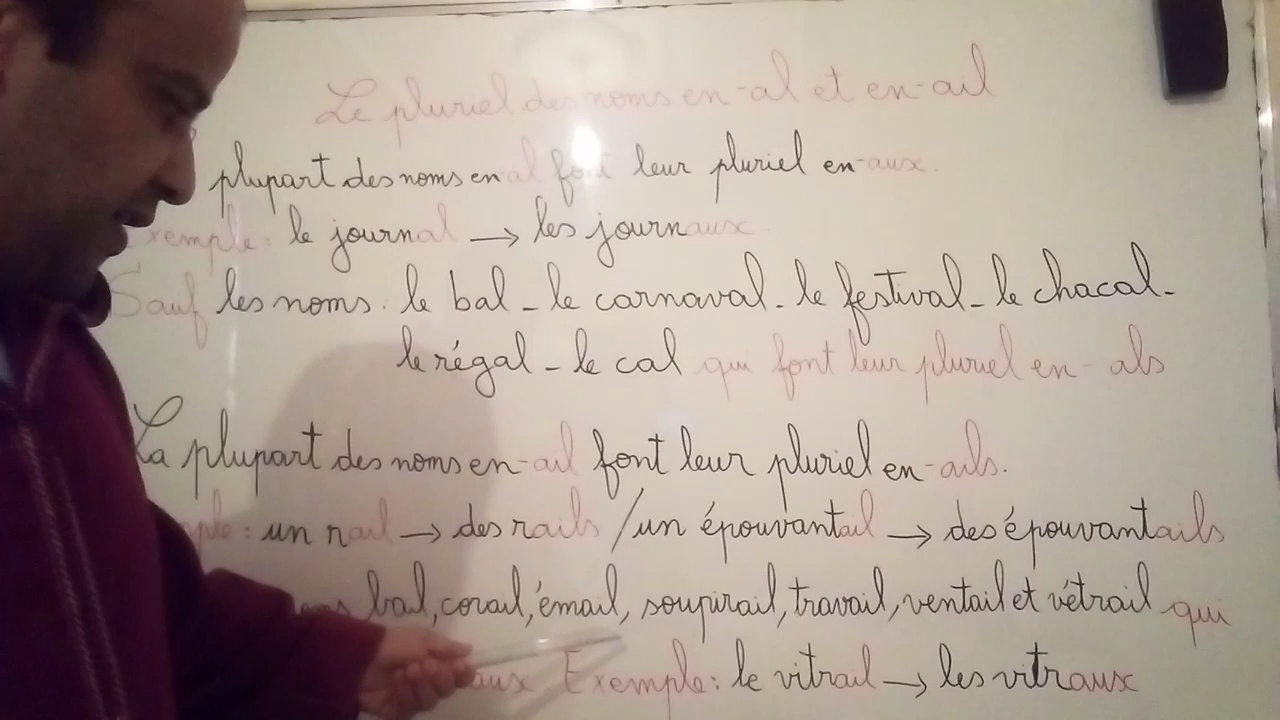 Le pluriel des noms en-al et en-ail
plupart des noms en al font leur pluriel en-aux.
xemple: le journal → les journaux
Sauf les noms: le bal - le carnaval - le festival - le chacal -
le régal - le cal qui font leur pluriel en-als
La plupart des noms en-ail font leur pluriel en-ails.
mple: un rail → des rails / un épouvantail → des épouvantails
bail, corail, émail, soupirail, travail, ventail et vétrail qui
aux Exemple: le vitrail → les vitraux